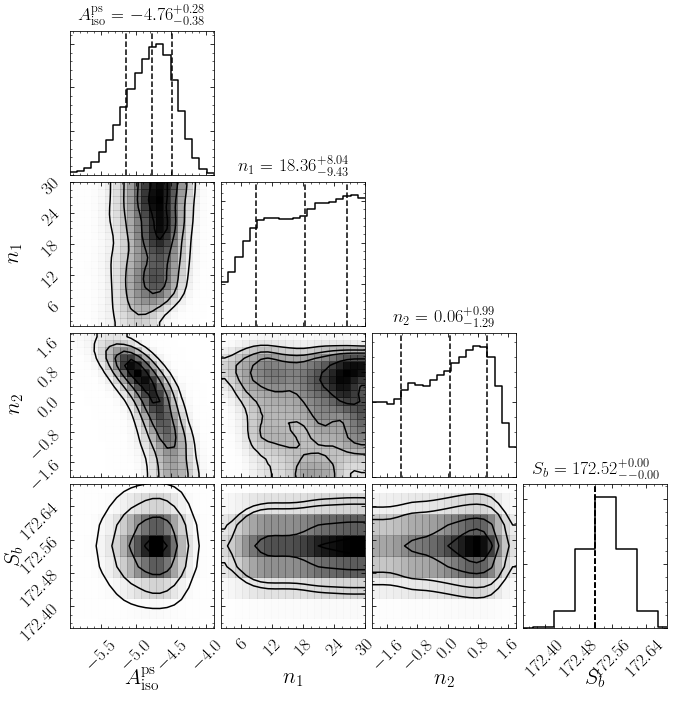 A_iso^ps = −4.76^{+0.28}_{−0.38}
n_1 = 18.36^{+8.04}_{−9.43}
30
24
18
12
6
n_1
n_2 = 0.06^{+0.99}_{−1.29}
1.6
0.8
0.0
−0.8
−1.6
n_2
S_b = 172.52^{+0.00}_{−−0.00}
172.64
172.56
172.48
172.40
S_b
−5.5 −5.0 −4.5 −4.0
6 12 18 24 30
−1.6 −0.8 0.0 0.8 1.6
172.40 172.48 172.56 172.64
A_iso^ps n_1 n_2 S_b